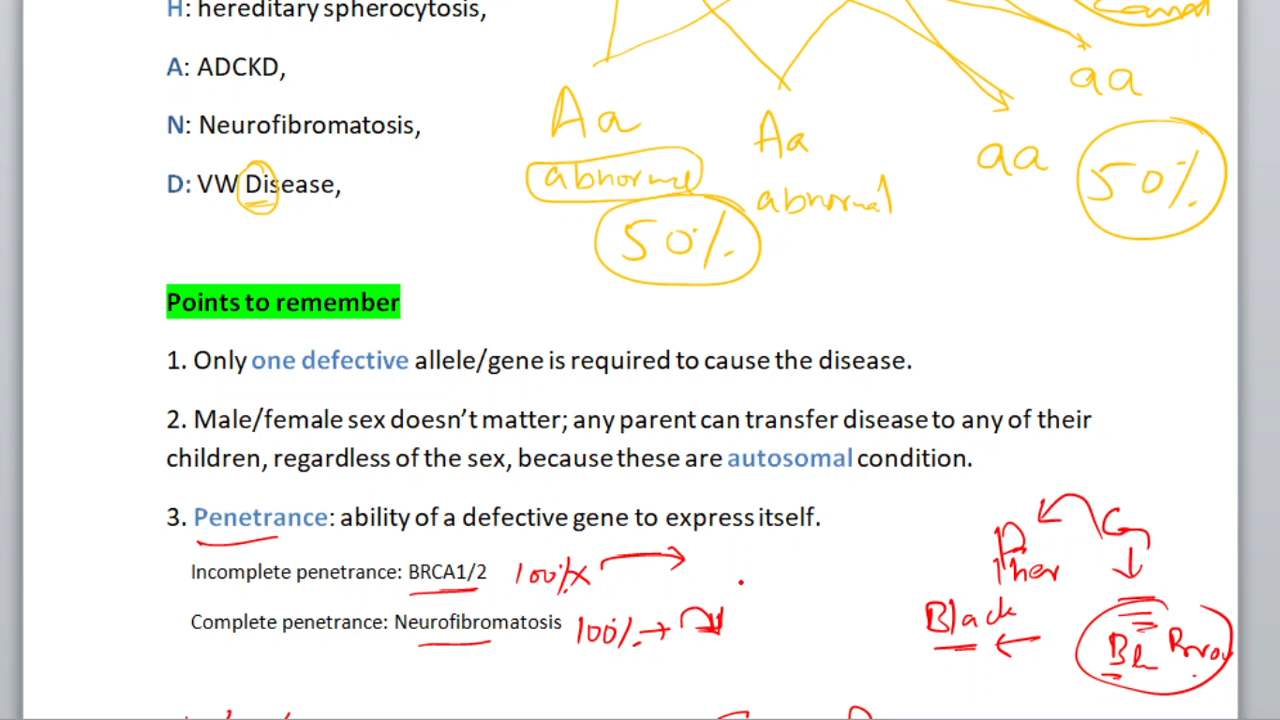 H: hereditary spherocytosis,
A: ADCKD,
aa
N: Neurofibromatosis,
Aa
Aa
aa
50%
D: VW Disease,
abnormal
abnormal
50%
Points to remember
1. Only one defective allele/gene is required to cause the disease.
2. Male/female sex doesn’t matter; any parent can transfer disease to any of their
children, regardless of the sex, because these are autosomal condition.
3. Penetrance: ability of a defective gene to express itself.
G
P
Phen
Incomplete penetrance: BRCA1/2 100%x
Complete penetrance: Neurofibromatosis 100%→
Black